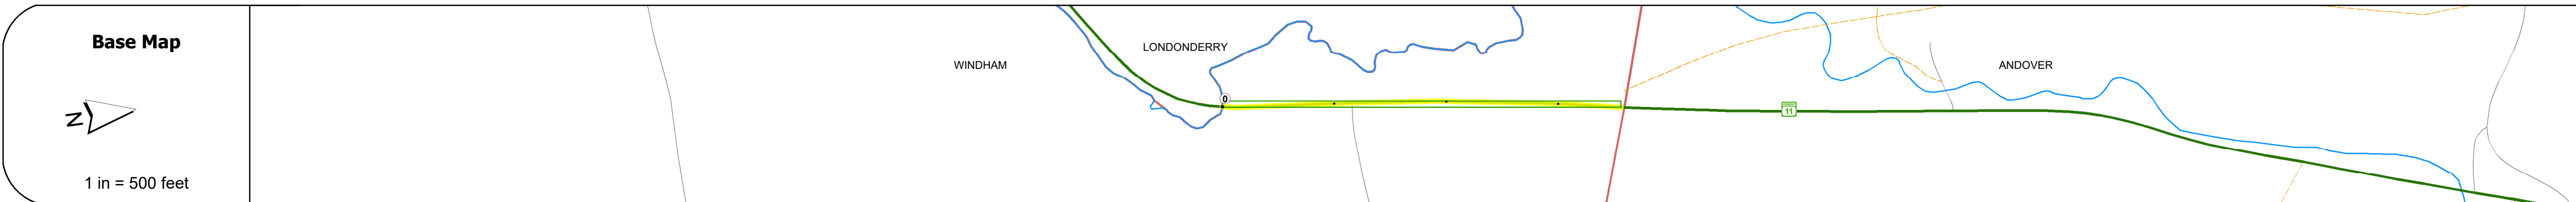 Base Map
N
1 in = 500 feet
WINDHAM
LONDONDERRY
0
11
ANDOVER